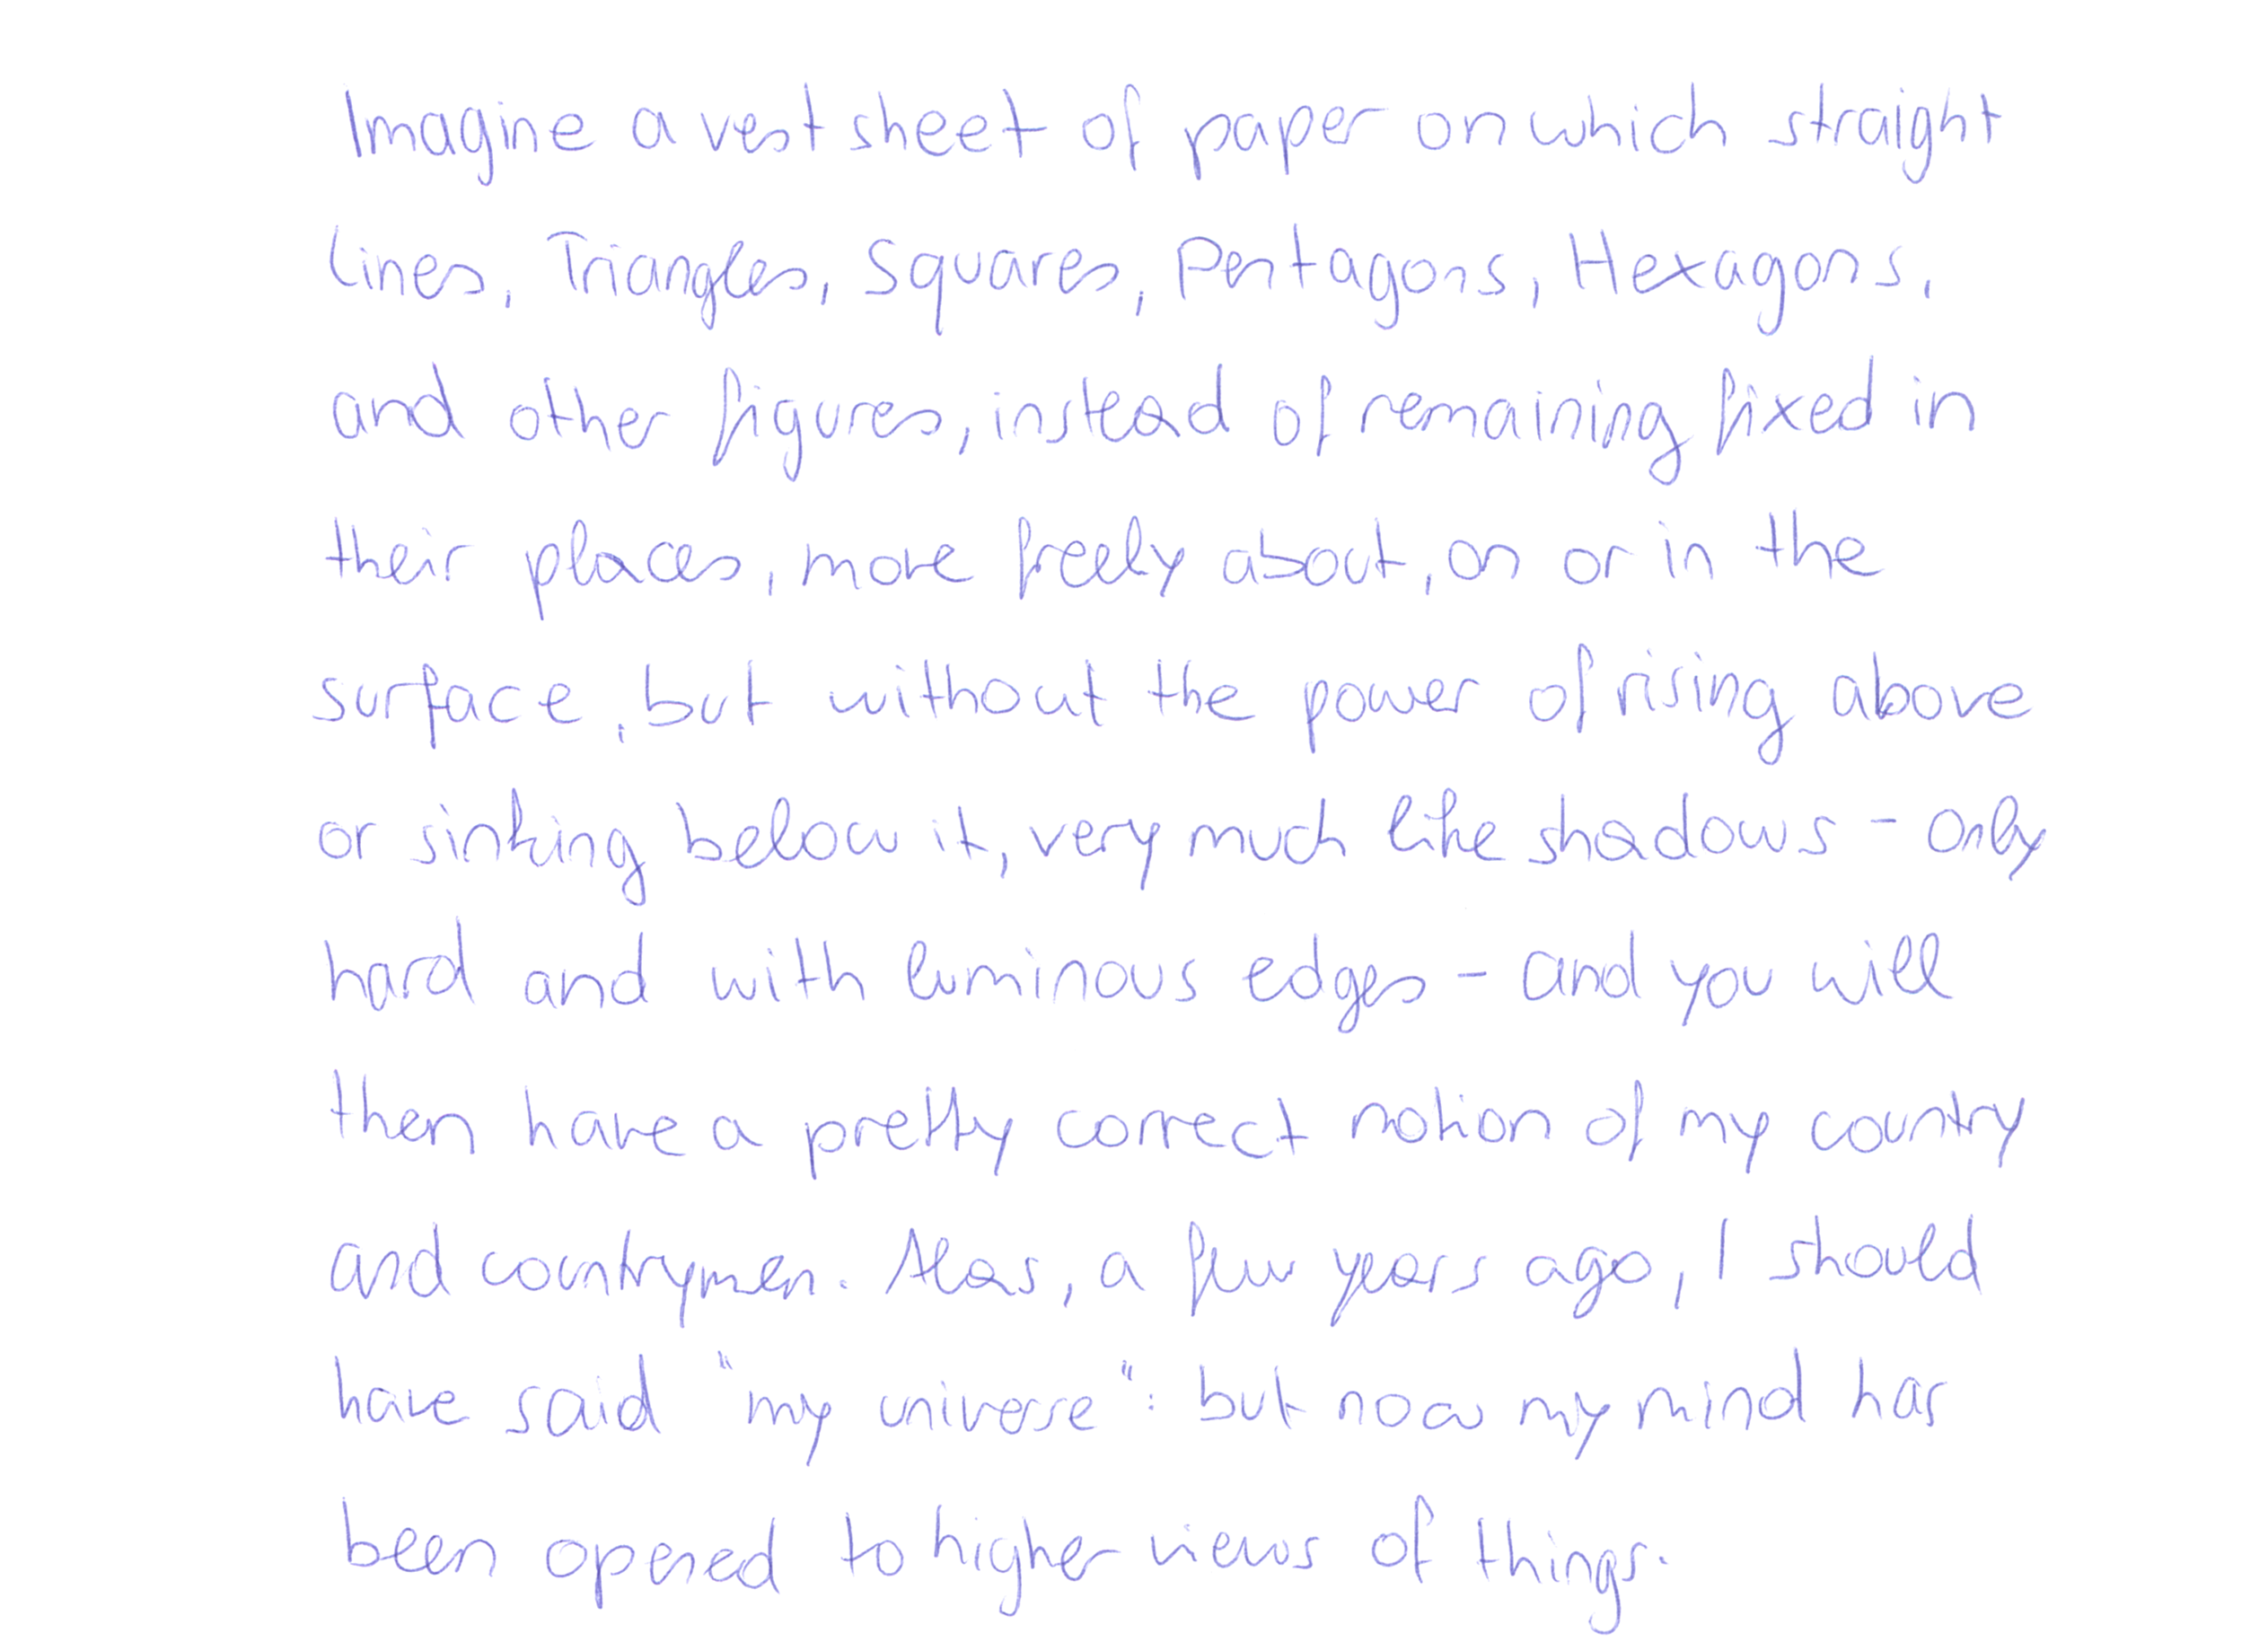 Imagine a vest sheet of paper on which straight
lines, Triangles, Squares, Pentagons, Hexagons,
and other figures, instead of remaining fixed in
their places, more freely about, on or in the
surface, but without the power of rising above
or sinking below it, very much like shadows - only
hard and with luminous edges - and you will
then have a pretty correct notion of my country
and countrymen. Alas, a few years ago, I should
have said "my universe": but now my mind has
been opened to higher views of things.